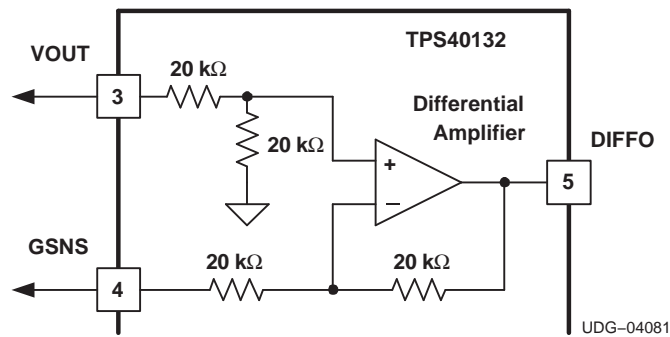 TPS40132
VOUT
3
20 kΩ
20 kΩ
Differential
Amplifier
DIFFO
+
−
5
GSNS
4
20 kΩ
20 kΩ
UDG–04081